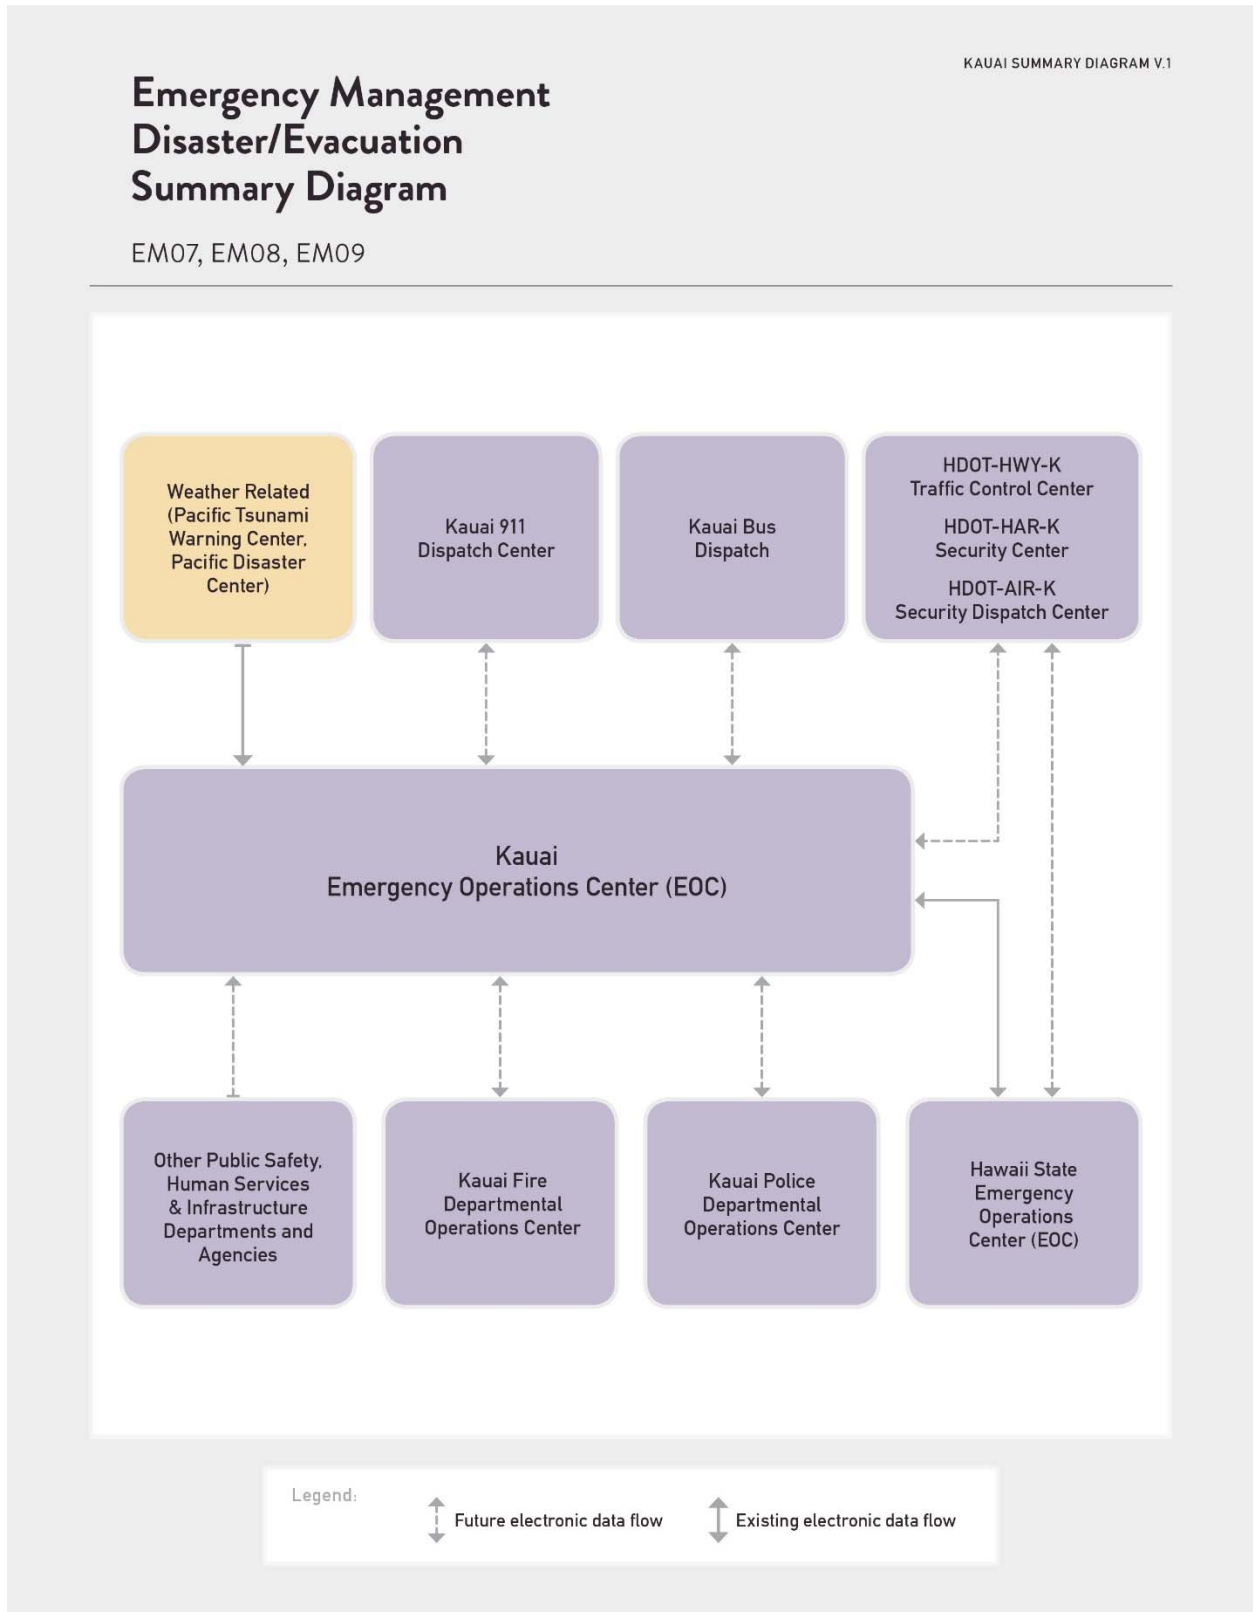 KAUAI SUMMARY DIAGRAM V.1
Emergency Management
Disaster/Evacuation
Summary Diagram
EM07, EM08, EM09
Weather Related
(Pacific Tsunami
Warning Center,
Pacific Disaster
Center)
Kauai 911
Dispatch Center
Kauai Bus
Dispatch
HDOT-HWY-K
Traffic Control Center
HDOT-HAR-K
Security Center
HDOT-AIR-K
Security Dispatch Center
Kauai
Emergency Operations Center (EOC)
Other Public Safety,
Human Services
& Infrastructure
Departments and
Agencies
Kauai Fire
Departmental
Operations Center
Kauai Police
Departmental
Operations Center
Hawaii State
Emergency
Operations
Center (EOC)
Legend:
Future electronic data flow
Existing electronic data flow